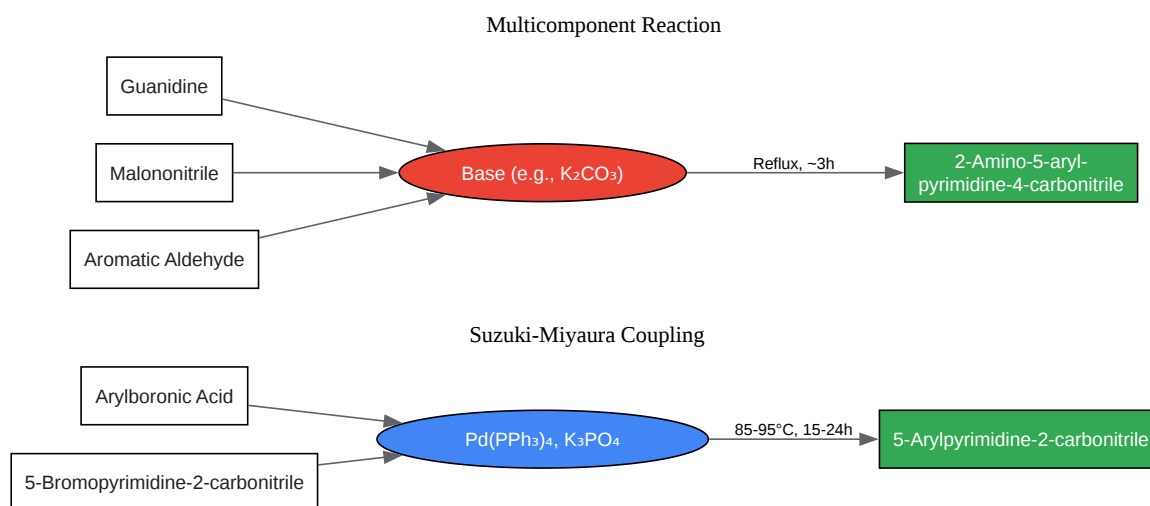 Multicomponent Reaction
Guanidine
Malononitrile
Aromatic Aldehyde
Base (e.g., K₂CO₃)
Reflux, ~3h
2-Amino-5-aryl-
pyrimidine-4-carbonitrile
Suzuki-Miyaura Coupling
Arylboronic Acid
5-Bromopyrimidine-2-carbonitrile
Pd(PPh₃)₄, K₃PO₄
85-95°C, 15-24h
5-Arylpyrimidine-2-carbonitrile